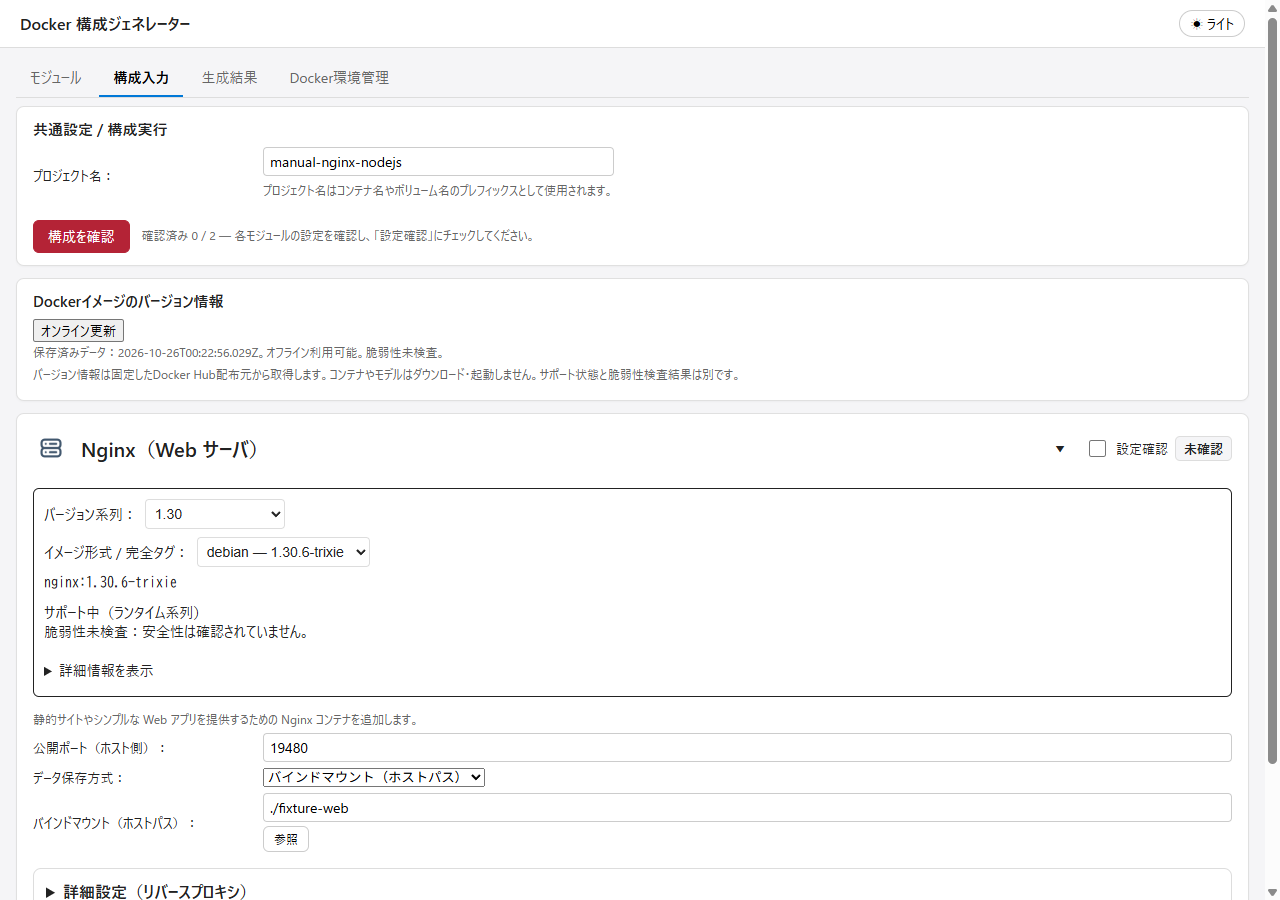 Docker 構成ジェネレーター
ライト
モジュール 構成入力 生成結果 Docker環境管理
共通設定 / 構成実行
プロジェクト名：
manual-nginx-nodejs
プロジェクト名はコンテナ名やボリューム名のプレフィックスとして使用されます。
構成を確認
確認済み 0 / 2 — 各モジュールの設定を確認し、「設定確認」にチェックしてください。
Dockerイメージのバージョン情報
オンライン更新
保存済みデータ：2026-10-26T00:22:56.029Z。オフライン利用可能。脆弱性未検査。
バージョン情報は固定したDocker Hub配布元から取得します。コンテナやモデルはダウンロード・起動しません。サポート状態と脆弱性検査結果は別です。
Nginx（Web サーバ）
▼ 設定確認 未確認
バージョン系列： 1.30
イメージ形式 / 完全タグ： debian — 1.30.6-trixie
nginx:1.30.6-trixie
サポート中（ランタイム系列）
脆弱性未検査：安全性は確認されていません。
▶ 詳細情報を表示
静的サイトやシンプルな Web アプリを提供するための Nginx コンテナを追加します。
公開ポート（ホスト側）： 19480
データ保存方式： バインドマウント（ホストパス）
バインドマウント（ホストパス）： ./fixture-web
参照
▶ 詳細設定（リバースプロキシ）